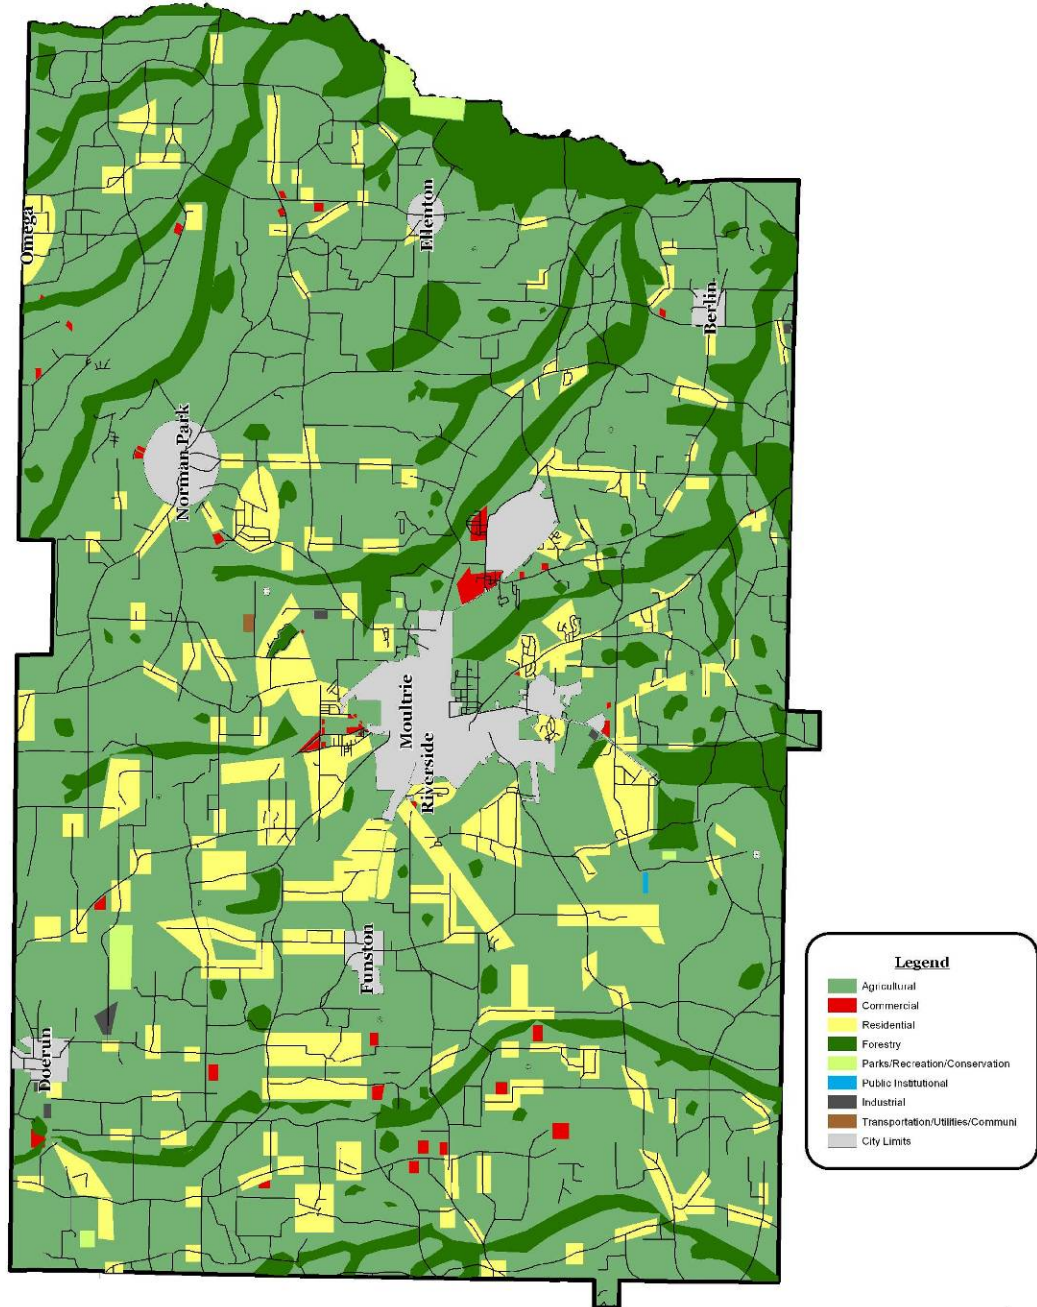 Omega
Ellenton
Berlin
Norman Park
Moultrie
Riverside
Funston
Doerun
Legend
Agricultural
Commercial
Residential
Forestry
Parks/Recreation/Conservation
Public Institutional
Industrial
Transportation/Utilities/Communi
City Limits